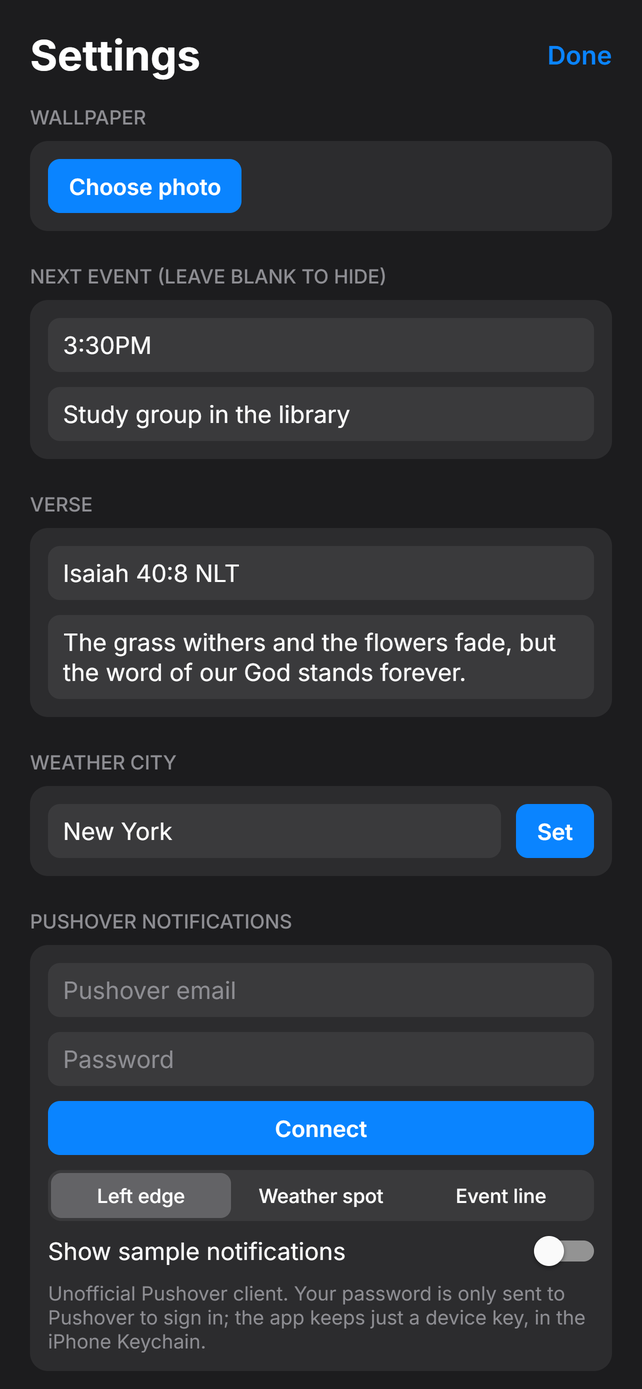 Settings
Done
WALLPAPER
Choose photo
NEXT EVENT (LEAVE BLANK TO HIDE)
3:30PM
Study group in the library
VERSE
Isaiah 40:8 NLT
The grass withers and the flowers fade, but
the word of our God stands forever.
WEATHER CITY
New York
Set
PUSHOVER NOTIFICATIONS
Pushover email
Password
Connect
Left edge
Weather spot
Event line
Show sample notifications
Unofficial Pushover client. Your password is only sent to
Pushover to sign in; the app keeps just a device key, in the
iPhone Keychain.